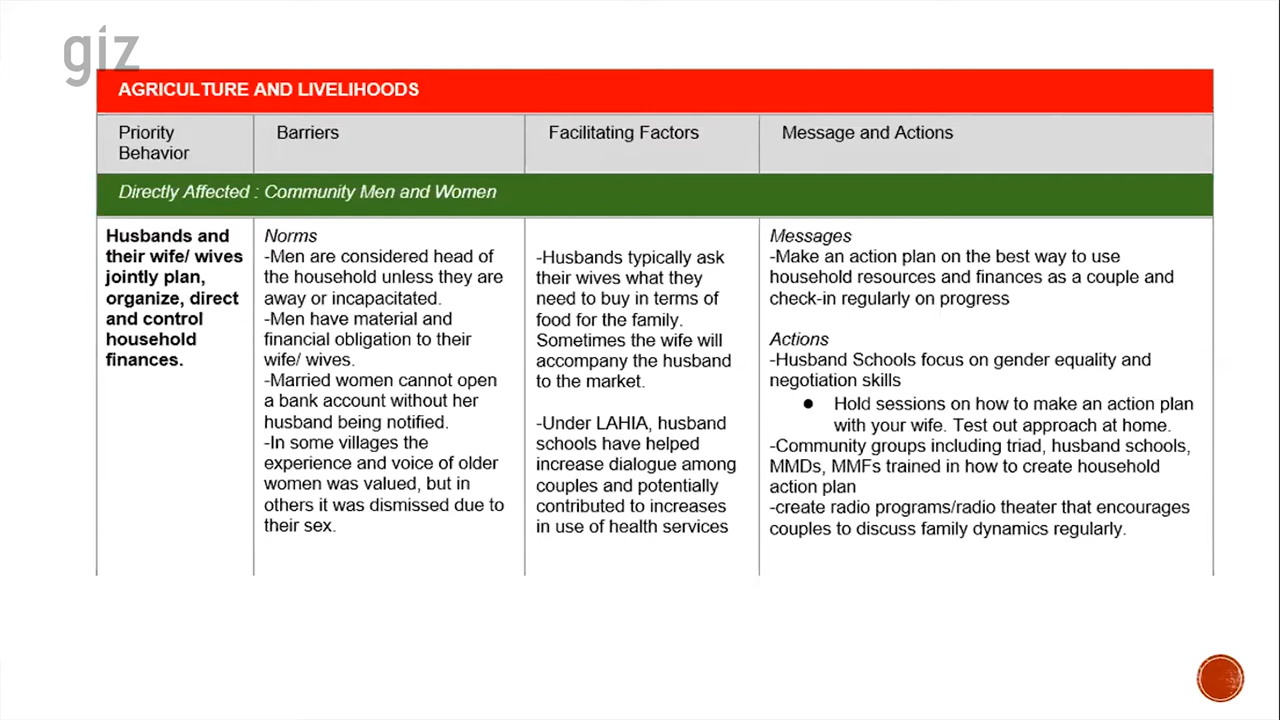 giz
AGRICULTURE AND LIVELIHOODS
Priority
Behavior
Barriers
Facilitating Factors
Message and Actions
Directly Affected : Community Men and Women
Husbands and
their wife/ wives
jointly plan,
organize, direct
and control
household
finances.
Norms
-Men are considered head of
the household unless they are
away or incapacitated.
-Men have material and
financial obligation to their
wife/ wives.
-Married women cannot open
a bank account without her
husband being notified.
-In some villages the
experience and voice of older
women was valued, but in
others it was dismissed due to
their sex.
-Husbands typically ask
their wives what they
need to buy in terms of
food for the family.
Sometimes the wife will
accompany the husband
to the market.
-Under LAHIA, husband
schools have helped
increase dialogue among
couples and potentially
contributed to increases
in use of health services
Messages
-Make an action plan on the best way to use
household resources and finances as a couple and
check-in regularly on progress
Actions
-Husband Schools focus on gender equality and
negotiation skills
● Hold sessions on how to make an action plan
with your wife. Test out approach at home.
-Community groups including triad, husband schools,
MMDs, MMFs trained in how to create household
action plan
-create radio programs/radio theater that encourages
couples to discuss family dynamics regularly.